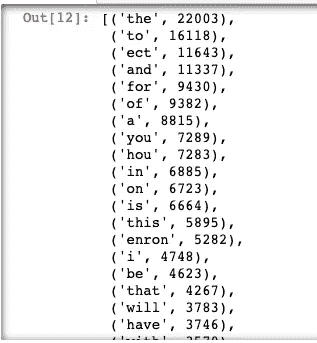 Out[12]: [('the', 22003),
('to', 16118),
('ect', 11643),
('and', 11337),
('for', 9430),
('of', 9382),
('a', 8815),
('you', 7289),
('hou', 7283),
('in', 6885),
('on', 6723),
('is', 6664),
('this', 5895),
('enron', 5282),
('i', 4748),
('be', 4623),
('that', 4267),
('will', 3783),
('have', 3746),